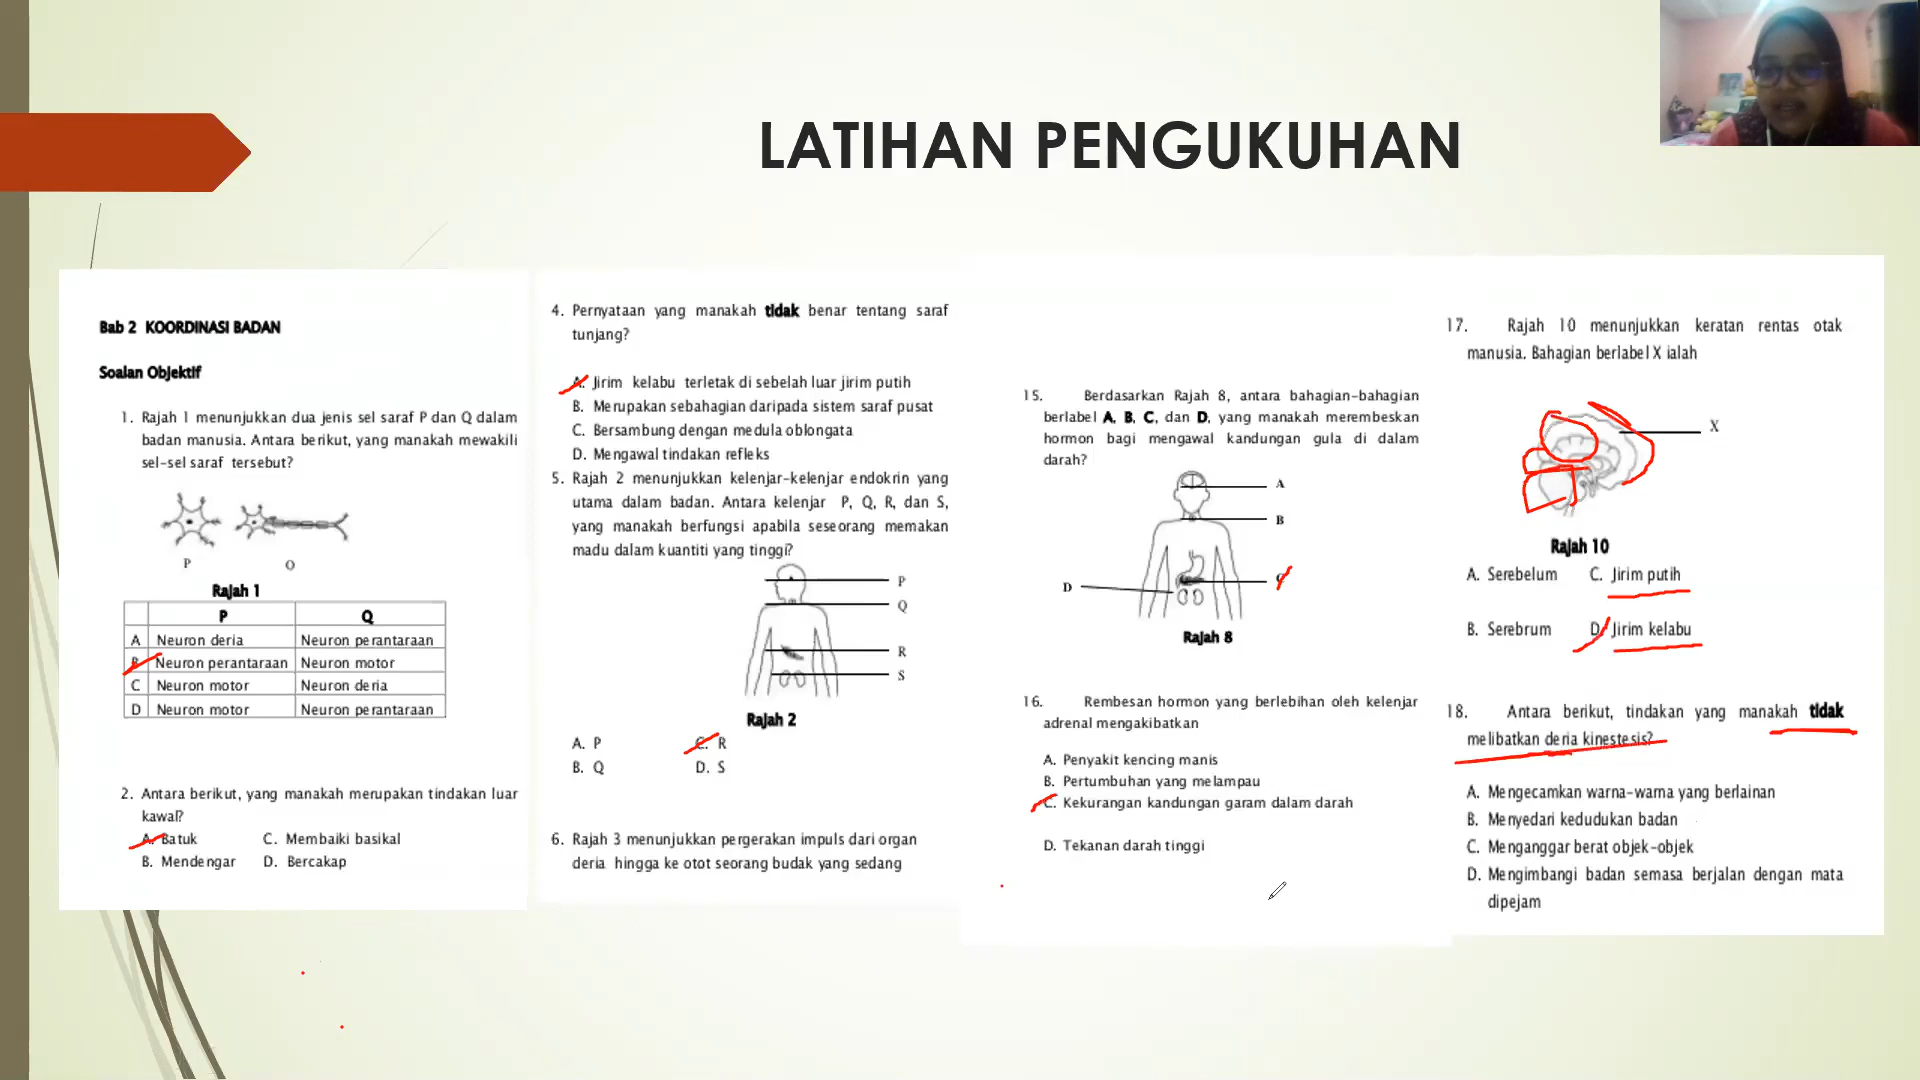 LATIHAN PENGUKUHAN
Bab 2 KOORDINASI BADAN
Soalan Objektif
1. Rajah 1 menunjukkan dua jenis sel saraf P dan Q dalam
badan manusia. Antara berikut, yang manakah mewakili
sel-sel saraf tersebut?
P
Q
Rajah 1
P Q
A Neuron deria Neuron perantaraan
B Neuron perantaraan Neuron motor
C Neuron motor Neuron deria
D Neuron motor Neuron perantaraan
2. Antara berikut, yang manakah merupakan tindakan luar
kawal?
A. Batuk C. Membaiki basikal
B. Mendengar D. Bercakap
4. Pernyataan yang manakah tidak benar tentang saraf
tunjang?
A. Jirim kelabu terletak di sebelah luar jirim putih
B. Merupakan sebahagian daripada sistem saraf pusat
C. Bersambung dengan medula oblongata
D. Mengawal tindakan refleks
5. Rajah 2 menunjukkan kelenjar-kelenjar endokrin yang
utama dalam badan. Antara kelenjar P, Q, R, dan S,
yang manakah berfungsi apabila seseorang memakan
madu dalam kuantiti yang tinggi?
P
Q
R
S
Rajah 2
A. P C. R
B. Q D. S
6. Rajah 3 menunjukkan pergerakan impuls dari organ
deria hingga ke otot seorang budak yang sedang
15. Berdasarkan Rajah 8, antara bahagian-bahagian
berlabel A, B, C, dan D, yang manakah merembeskan
hormon bagi mengawal kandungan gula di dalam
darah?
A
B
C
D
Rajah 8
16. Rembesan hormon yang berlebihan oleh kelenjar
adrenal mengakibatkan
A. Penyakit kencing manis
B. Pertumbuhan yang melampau
C. Kekurangan kandungan garam dalam darah
D. Tekanan darah tinggi
17. Rajah 10 menunjukkan keratan rentas otak
manusia. Bahagian berlabel X ialah
X
Rajah 10
A. Serebelum C. Jirim putih
B. Serebrum D. Jirim kelabu
18. Antara berikut, tindakan yang manakah tidak
melibatkan deria kinestesis?
A. Mengecamkan warna-warna yang berlainan
B. Menyedari kedudukan badan
C. Menganggar berat objek-objek
D. Mengimbangi badan semasa berjalan dengan mata
dipejam